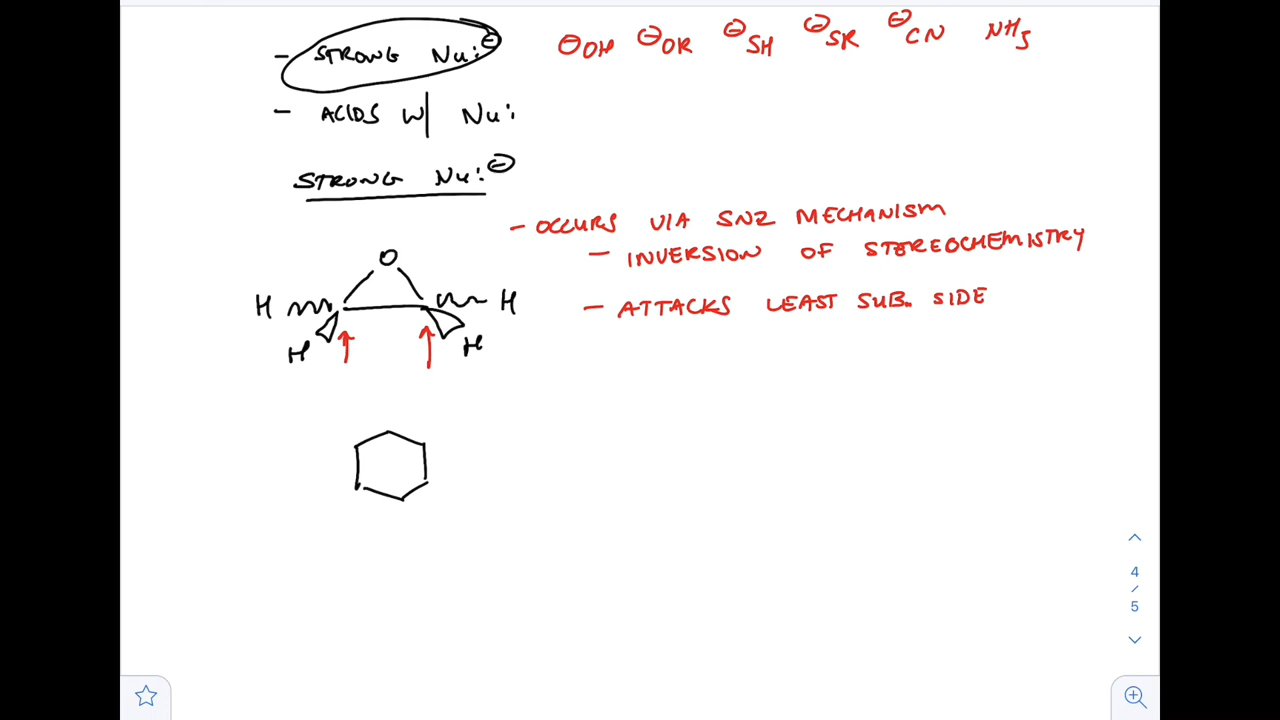 - STRONG Nu:⊖ ⊖OH ⊖OR ⊖SH ⊖SR ⊖CN NH3
- ACIDS W/ Nu:
STRONG Nu:⊖
- OCCURS VIA SN2 MECHANISM
- INVERSION OF STEREOCHEMISTRY
O
H H
- ATTACKS LEAST SUB. SIDE
H H
4
/
5